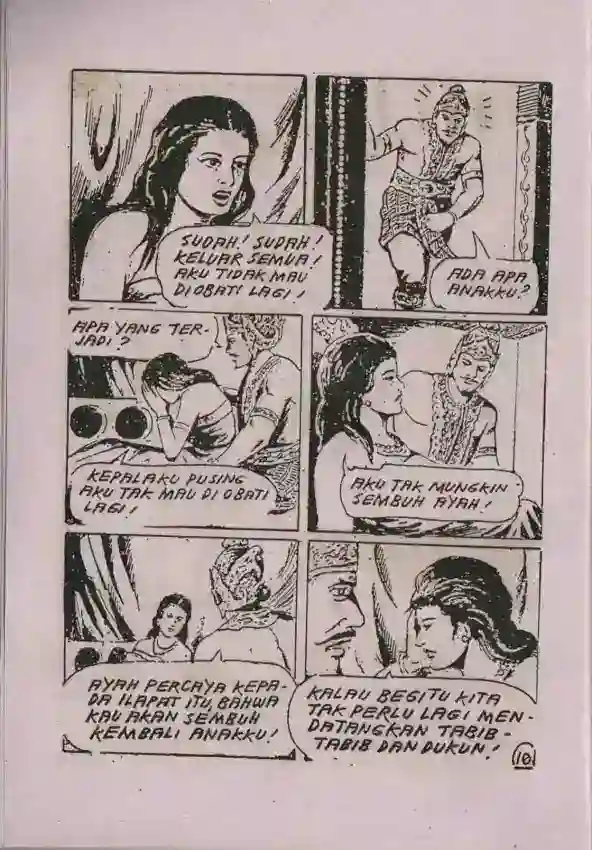 SUDAH! SUDAH!
KELUAR SEMUA!
AKU TIDAK MAU
DI OBATI LAGI!
ADA APA
ANAKKU?
APA YANG TER-
JADI?
KEPALAKU PUSING
AKU TAK MAU DI OBATI
LAGI!
AKU TAK MUNGKIN
SEMBUH AYAH!
AYAH PERCAYA KEPA-
DA ILAPAT ITU, BAHWA
KAU AKAN SEMBUH
KEMBALI ANAKKU!
KALAU BEGITU KITA
TAK PERLU LAGI MEN-
DATANGKAN TABIB-
TABIB DAN DUKUN!
10